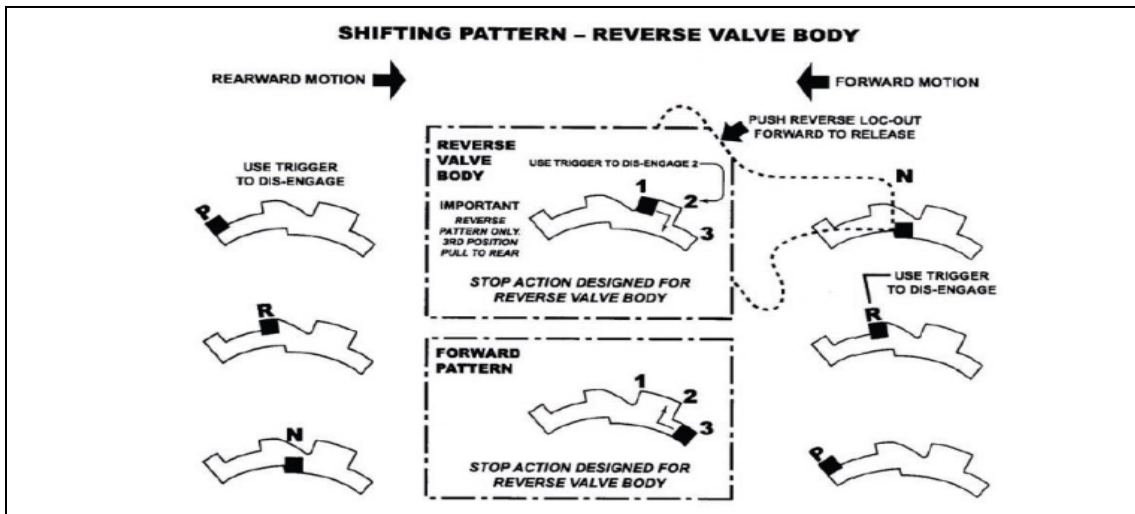 SHIFTING PATTERN – REVERSE VALVE BODY
REARWARD MOTION
FORWARD MOTION
USE TRIGGER
TO DIS-ENGAGE
P
R
N
REVERSE
VALVE
BODY
IMPORTANT
REVERSE
PATTERN ONLY.
3RD POSITION
PULL TO REAR
USE TRIGGER TO DIS-ENGAGE 2
1
2
3
STOP ACTION DESIGNED FOR
REVERSE VALVE BODY
FORWARD
PATTERN
1
2
3
STOP ACTION DESIGNED FOR
REVERSE VALVE BODY
PUSH REVERSE LOC-OUT
FORWARD TO RELEASE
N
USE TRIGGER
TO DIS-ENGAGE
R
P